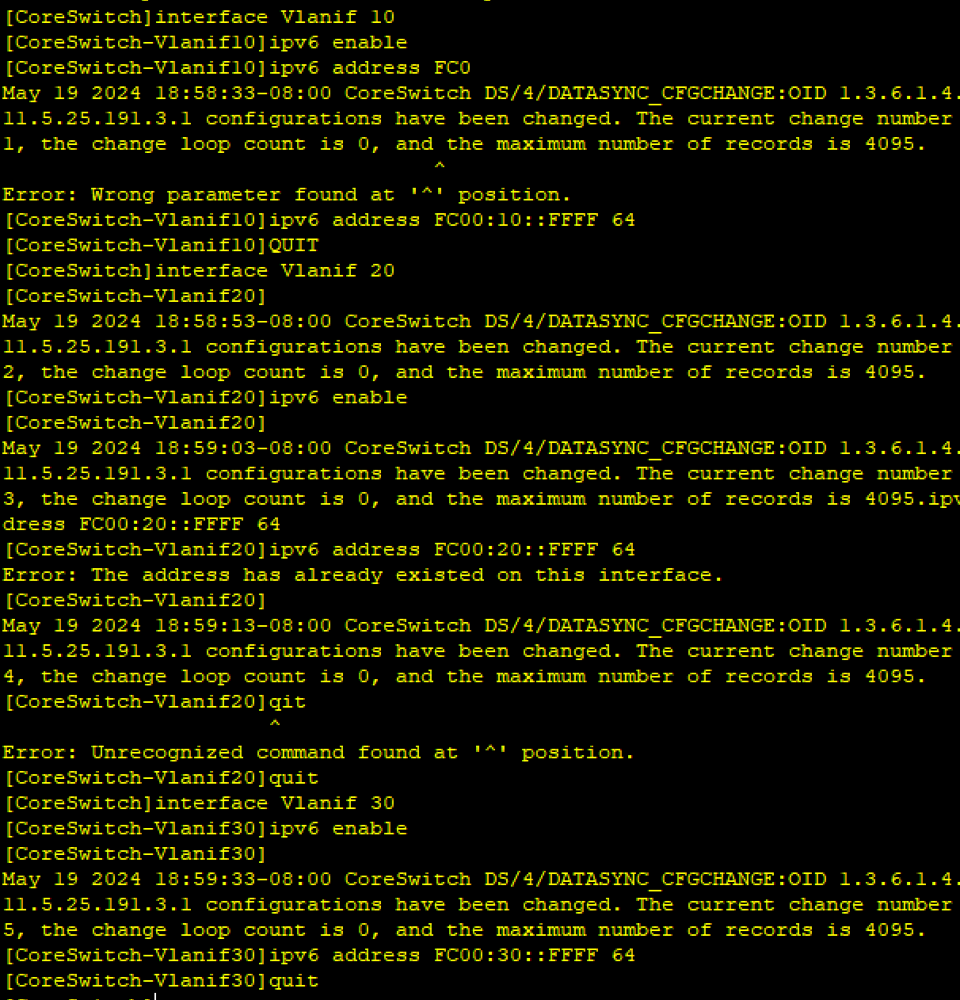 [CoreSwitch]interface Vlanif 10
[CoreSwitch-Vlanif10]ipv6 enable
[CoreSwitch-Vlanif10]ipv6 address FC0
May 19 2024 18:58:33-08:00 CoreSwitch DS/4/DATASYNC_CFGCHANGE:OID 1.3.6.1.4.
11.5.25.191.3.1 configurations have been changed. The current change number
1, the change loop count is 0, and the maximum number of records is 4095.
^
Error: Wrong parameter found at '^' position.
[CoreSwitch-Vlanif10]ipv6 address FC00:10::FFFF 64
[CoreSwitch-Vlanif10]QUIT
[CoreSwitch]interface Vlanif 20
[CoreSwitch-Vlanif20]
May 19 2024 18:58:53-08:00 CoreSwitch DS/4/DATASYNC_CFGCHANGE:OID 1.3.6.1.4.
11.5.25.191.3.1 configurations have been changed. The current change number
2, the change loop count is 0, and the maximum number of records is 4095.
[CoreSwitch-Vlanif20]ipv6 enable
[CoreSwitch-Vlanif20]
May 19 2024 18:59:03-08:00 CoreSwitch DS/4/DATASYNC_CFGCHANGE:OID 1.3.6.1.4.
11.5.25.191.3.1 configurations have been changed. The current change number
3, the change loop count is 0, and the maximum number of records is 4095.ipv
dress FC00:20::FFFF 64
[CoreSwitch-Vlanif20]ipv6 address FC00:20::FFFF 64
Error: The address has already existed on this interface.
[CoreSwitch-Vlanif20]
May 19 2024 18:59:13-08:00 CoreSwitch DS/4/DATASYNC_CFGCHANGE:OID 1.3.6.1.4.
11.5.25.191.3.1 configurations have been changed. The current change number
4, the change loop count is 0, and the maximum number of records is 4095.
[CoreSwitch-Vlanif20]qit
^
Error: Unrecognized command found at '^' position.
[CoreSwitch-Vlanif20]quit
[CoreSwitch]interface Vlanif 30
[CoreSwitch-Vlanif30]ipv6 enable
[CoreSwitch-Vlanif30]
May 19 2024 18:59:33-08:00 CoreSwitch DS/4/DATASYNC_CFGCHANGE:OID 1.3.6.1.4.
11.5.25.191.3.1 configurations have been changed. The current change number
5, the change loop count is 0, and the maximum number of records is 4095.
[CoreSwitch-Vlanif30]ipv6 address FC00:30::FFFF 64
[CoreSwitch-Vlanif30]quit